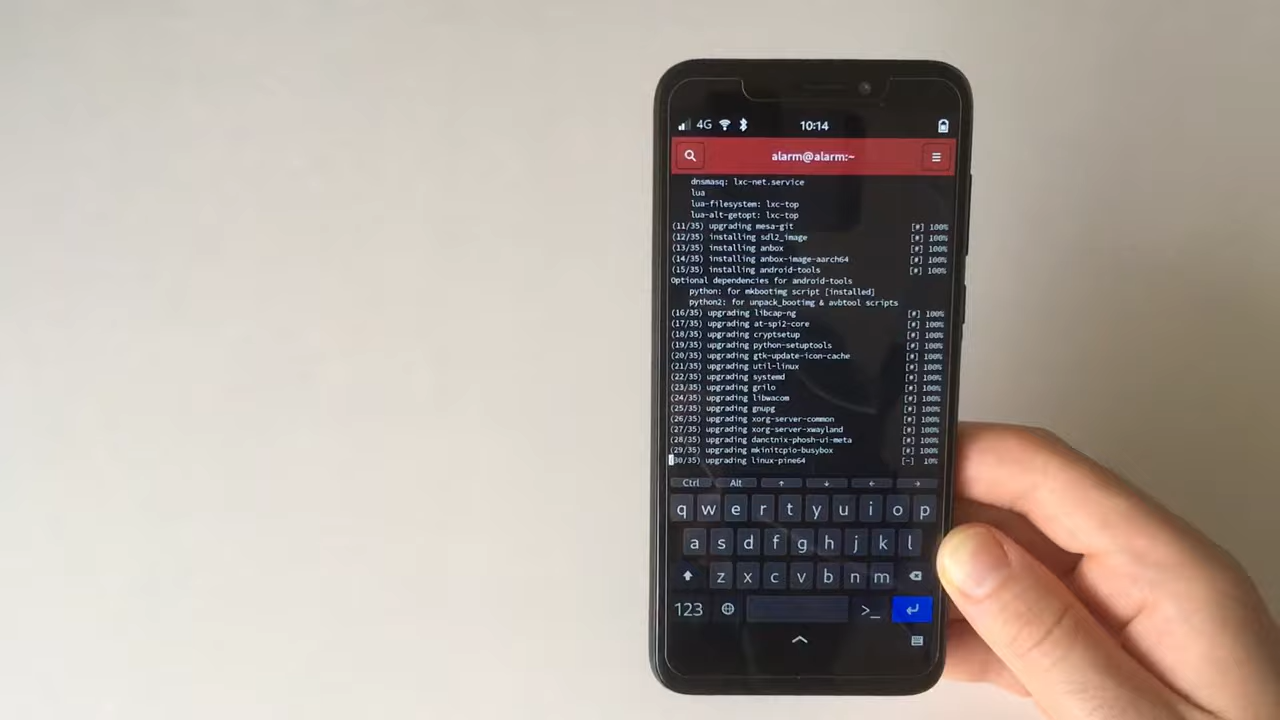 4G 10:14
alarm@alarm:~
dnsmasq: lxc-net.service
lua
lua-filesystem: lxc-top
lua-alt-getopt: lxc-top
(11/35) upgrading mesa-git [#] 100%
(12/35) installing sdl2_image [#] 100%
(13/35) installing anbox [#] 100%
(14/35) installing anbox-image-aarch64 [#] 100%
(15/35) installing android-tools [#] 100%
Optional dependencies for android-tools
python: for mkbootimg script [installed]
python2: for unpack_bootimg & avbtool scripts
(16/35) upgrading libcap-ng [#] 100%
(17/35) upgrading at-spi2-core [#] 100%
(18/35) upgrading cryptsetup [#] 100%
(19/35) upgrading python-setuptools [#] 100%
(20/35) upgrading gtk-update-icon-cache [#] 100%
(21/35) upgrading util-linux [#] 100%
(22/35) upgrading systemd [#] 100%
(23/35) upgrading grilo [#] 100%
(24/35) upgrading libwacom [#] 100%
(25/35) upgrading gnupg [#] 100%
(26/35) upgrading xorg-server-common [#] 100%
(27/35) upgrading xorg-server-xwayland [#] 100%
(28/35) upgrading danctnix-phosh-ui-meta [#] 100%
(29/35) upgrading mkinitcpio-busybox [#] 100%
(30/35) upgrading linux-pine64 [-] 10%
Ctrl Alt ↑ ↓ ← →
q w e r t y u i o p
a s d f g h j k l
z x c v b n m
123 >_